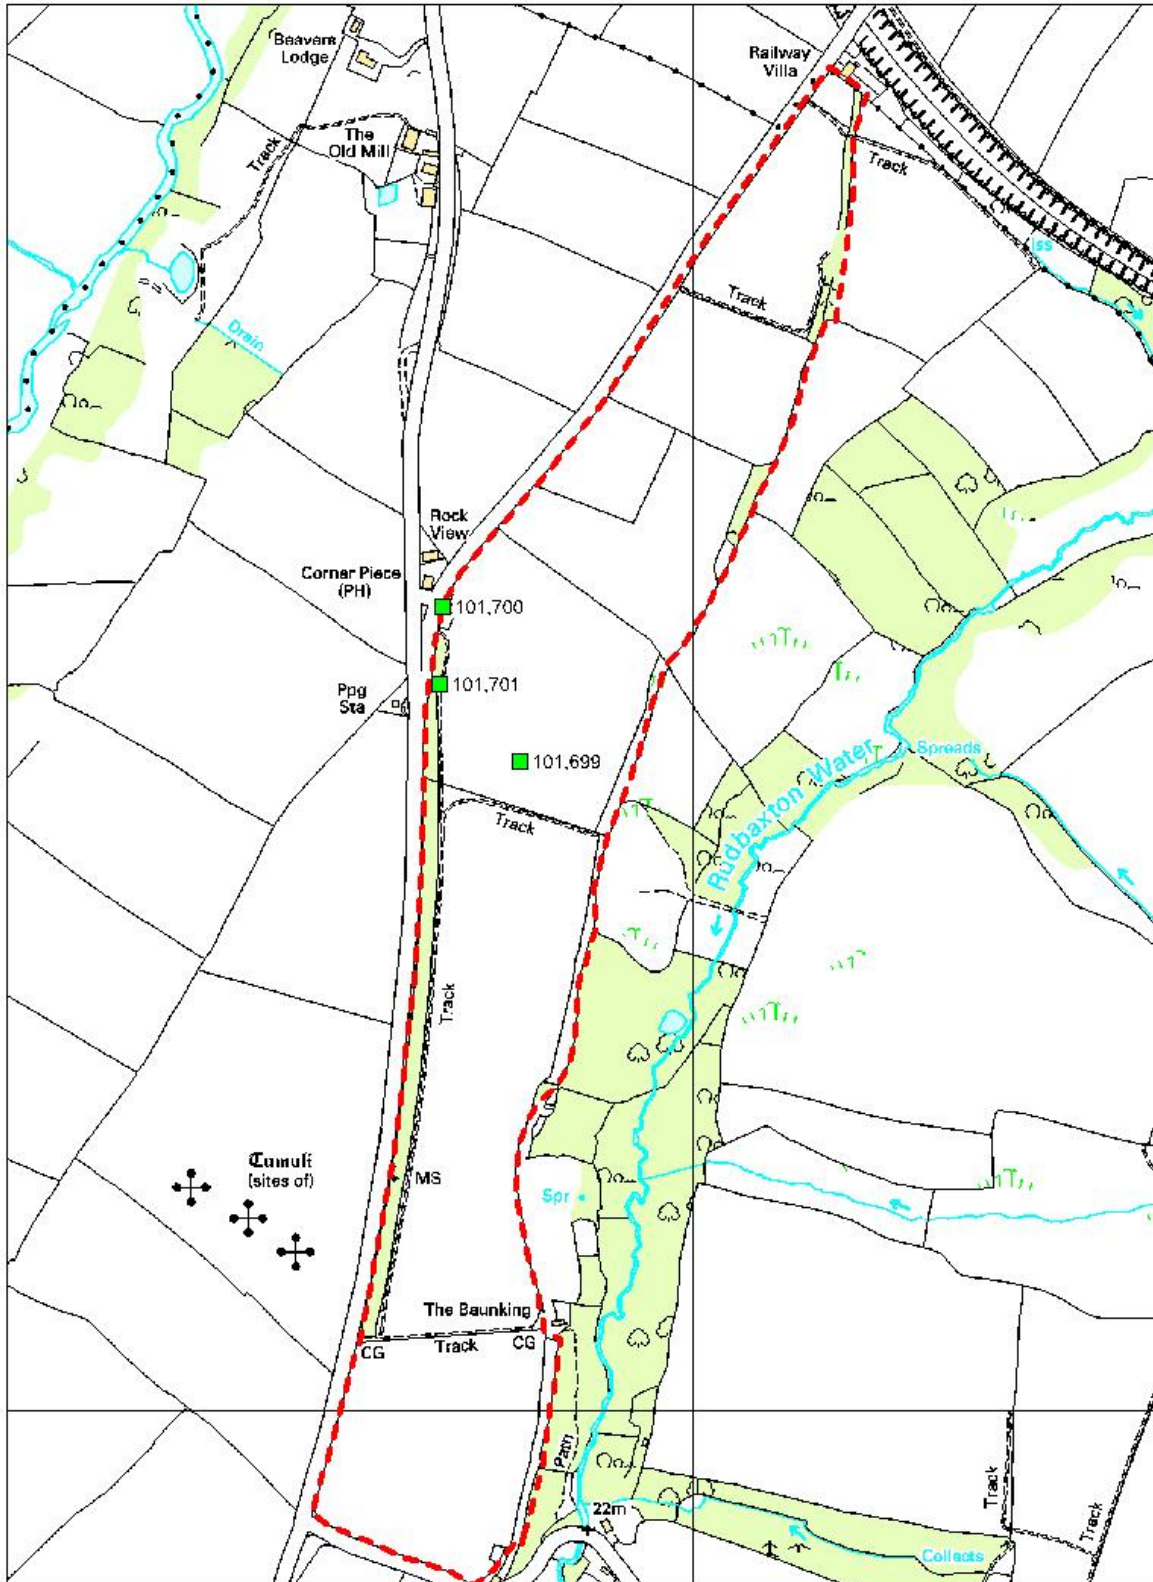 Beavers
Lodge
Railway
Villa
The
Old Mill
Track
Track
Iss
Track
Drain
Rock
View
Corner Piece
(PH)
101,700
Ppg
Sta
101,701
101,699
Spreads
Rudbaxton Water
Track
Track
Tumuli
(sites of)
MS
Spr
The Baunking
CG
Track
CG
Path
22m
Track
Track
Collects